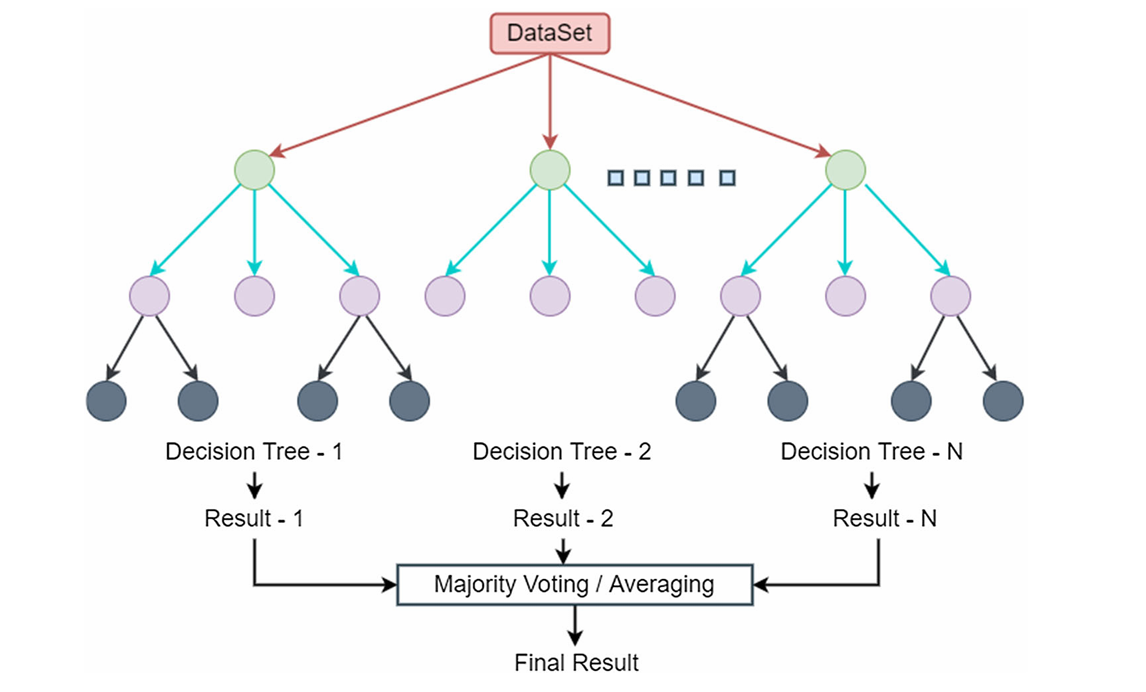 DataSet
Decision Tree - 1
Decision Tree - 2
Decision Tree - N
Result - 1
Result - 2
Result - N
Majority Voting / Averaging
Final Result